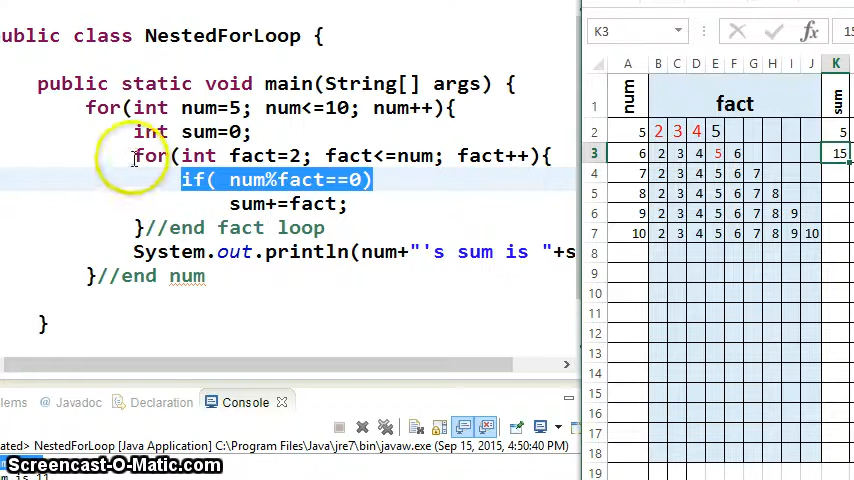 ublic class NestedForLoop {
public static void main(String[] args) {
for(int num=5; num<=10; num++){
int sum=0;
for(int fact=2; fact<=num; fact++){
if( num%fact==0)
sum+=fact;
}//end fact loop
System.out.println(num+"'s sum is "+s
}//end num
}
lems Javadoc Declaration Console
ated> NestedForLoop [Java Application] C:\Program Files\Java\jre7\bin\javaw.exe (Sep 15, 2015, 4:50:40 PM)
Screencast-O-Matic.com
K3 fx 15
A B C D E F G H I J K
1 num fact sum
2 5 2 3 4 5 5
3 6 2 3 4 5 6 15
4 7 2 3 4 5 6 7
5 8 2 3 4 5 6 7 8
6 9 2 3 4 5 6 7 8 9
7 10 2 3 4 5 6 7 8 9 10
8
9
10
11
12
13
14
15
16
17
18
19